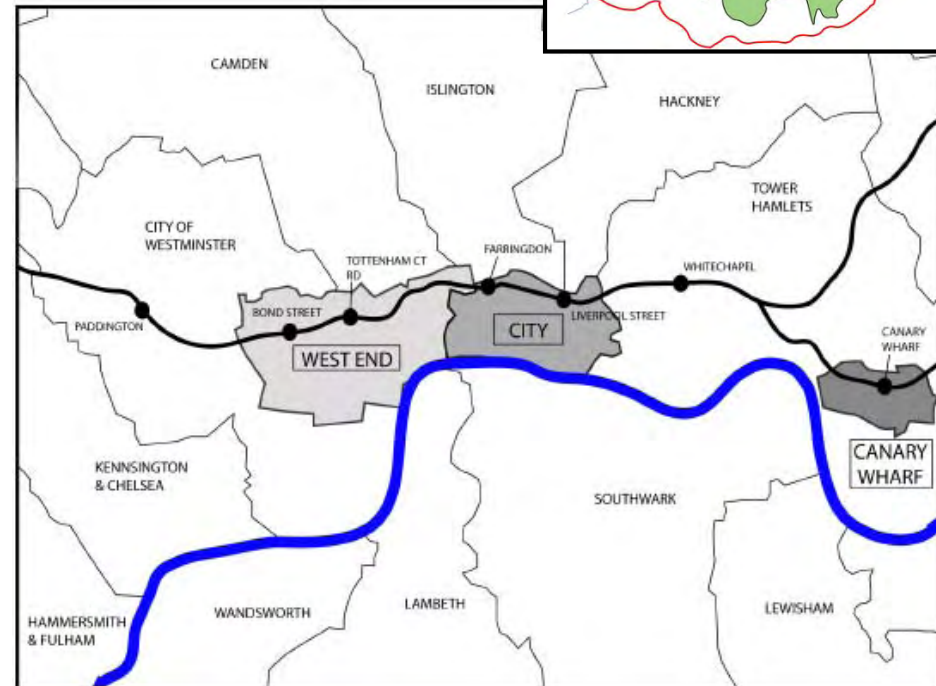 CAMDEN
ISLINGTON
HACKNEY
TOWER
HAMLETS
CITY OF
WESTMINSTER
TOTTENHAM CT
RD
FARRINGDON
WHITECHAPEL
PADDINGTON
BOND STREET
LIVERPOOL STREET
CITY
WEST END
CANARY
WHARF
CANARY
WHARF
KENNSINGTON
& CHELSEA
SOUTHWARK
HAMMERSMITH
& FULHAM
WANDSWORTH
LAMBETH
LEWISHAM